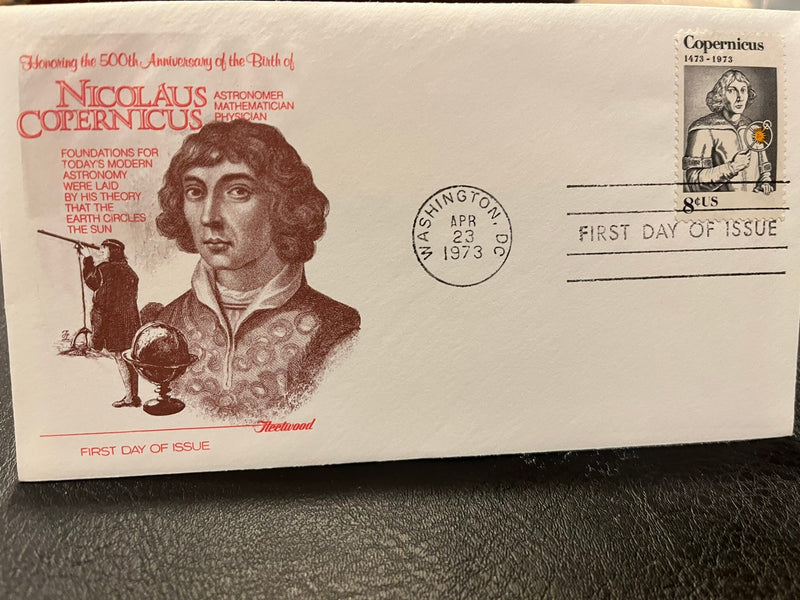 Honoring the 500th Anniversary of the Birth of
NICOLAUS
COPERNICUS
ASTRONOMER
MATHEMATICIAN
PHYSICIAN
FOUNDATIONS FOR
TODAY'S MODERN
ASTRONOMY
WERE LAID
BY HIS THEORY
THAT THE
EARTH CIRCLES
THE SUN
Fleetwood
FIRST DAY OF ISSUE
WASHINGTON, DC
APR
23
1973
Copernicus
1473-1973
8¢US
FIRST DAY OF ISSUE